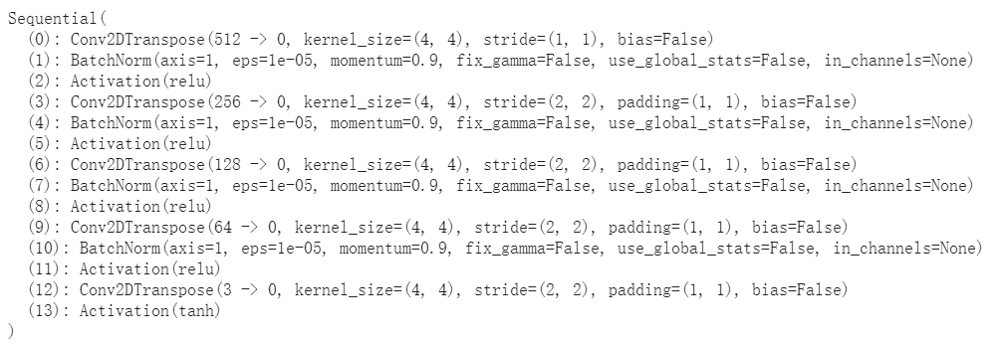 Sequential(
  (0): Conv2DTranspose(512 -> 0, kernel_size=(4, 4), stride=(1, 1), bias=False)
  (1): BatchNorm(axis=1, eps=1e-05, momentum=0.9, fix_gamma=False, use_global_stats=False, in_channels=None)
  (2): Activation(relu)
  (3): Conv2DTranspose(256 -> 0, kernel_size=(4, 4), stride=(2, 2), padding=(1, 1), bias=False)
  (4): BatchNorm(axis=1, eps=1e-05, momentum=0.9, fix_gamma=False, use_global_stats=False, in_channels=None)
  (5): Activation(relu)
  (6): Conv2DTranspose(128 -> 0, kernel_size=(4, 4), stride=(2, 2), padding=(1, 1), bias=False)
  (7): BatchNorm(axis=1, eps=1e-05, momentum=0.9, fix_gamma=False, use_global_stats=False, in_channels=None)
  (8): Activation(relu)
  (9): Conv2DTranspose(64 -> 0, kernel_size=(4, 4), stride=(2, 2), padding=(1, 1), bias=False)
  (10): BatchNorm(axis=1, eps=1e-05, momentum=0.9, fix_gamma=False, use_global_stats=False, in_channels=None)
  (11): Activation(relu)
  (12): Conv2DTranspose(3 -> 0, kernel_size=(4, 4), stride=(2, 2), padding=(1, 1), bias=False)
  (13): Activation(tanh)
)